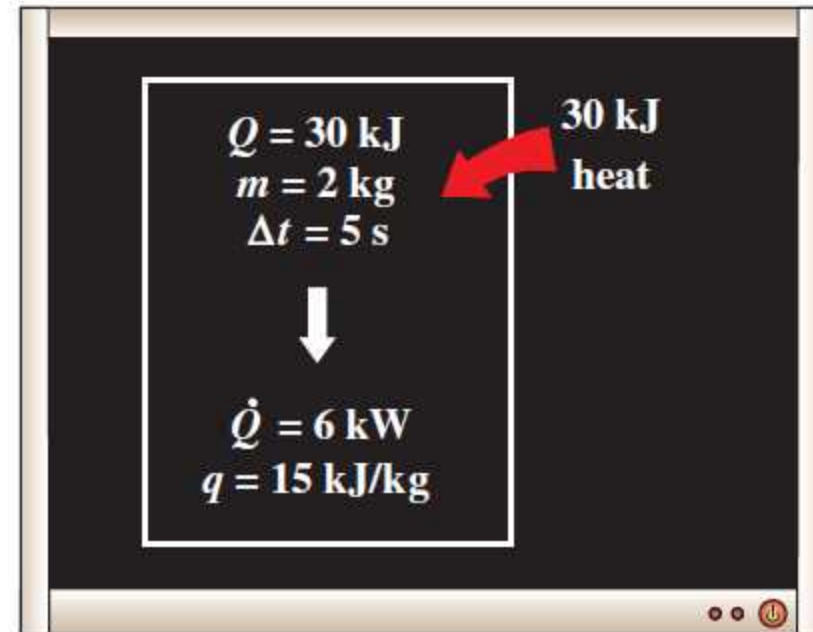 Q = 30 kJ
m = 2 kg
Δt = 5 s
30 kJ
heat
Q̇ = 6 kW
q = 15 kJ/kg